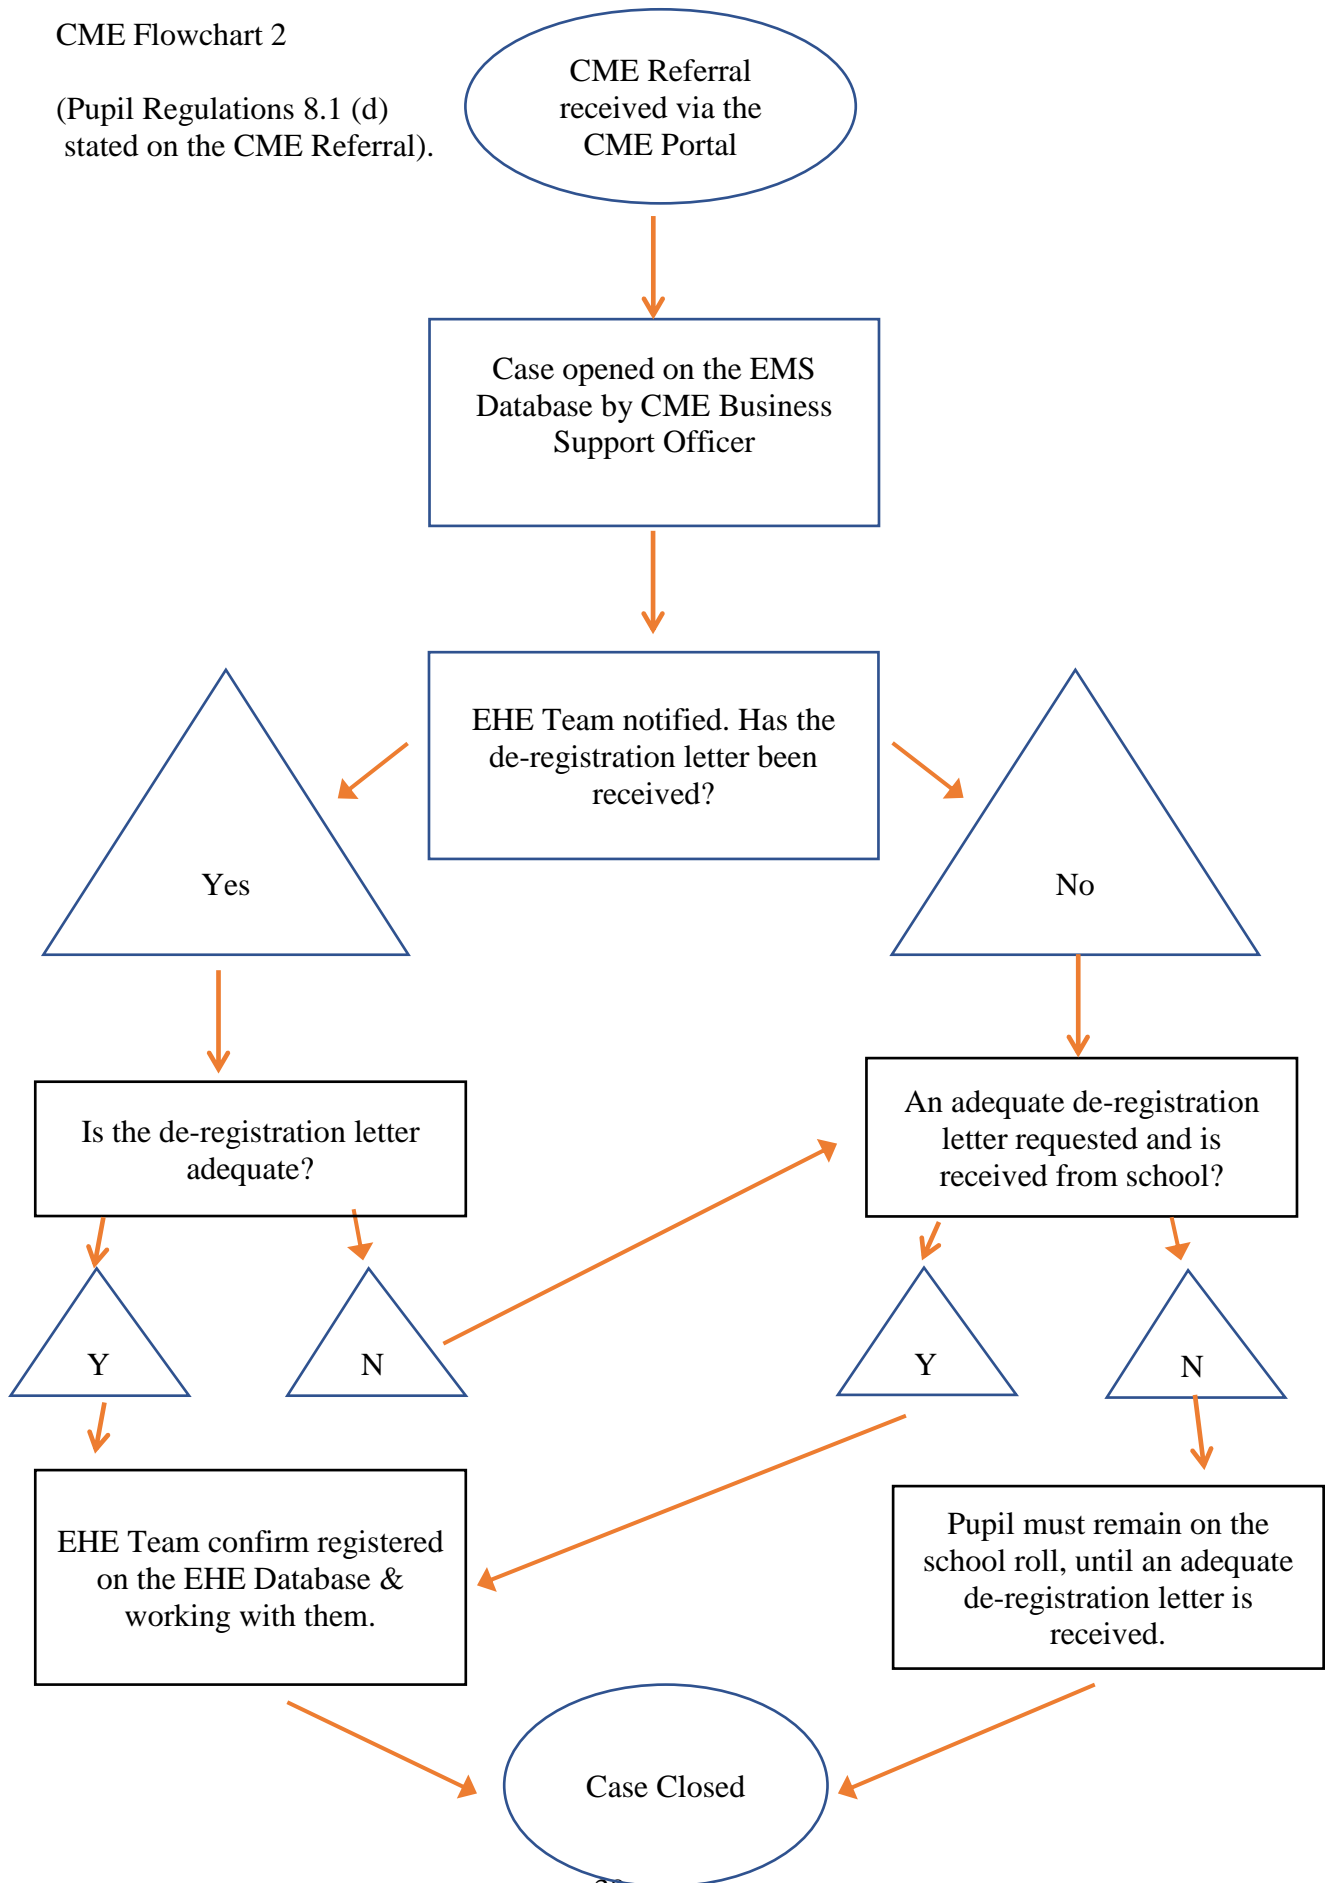 CME Flowchart 2
(Pupil Regulations 8.1 (d)
stated on the CME Referral).
CME Referral
received via the
CME Portal
Case opened on the EMS
Database by CME Business
Support Officer
EHE Team notified. Has the
de-registration letter been
received?
Yes
No
Is the de-registration letter
adequate?
An adequate de-registration
letter requested and is
received from school?
Y
N
Y
N
EHE Team confirm registered
on the EHE Database &
working with them.
Pupil must remain on the
school roll, until an adequate
de-registration letter is
received.
Case Closed